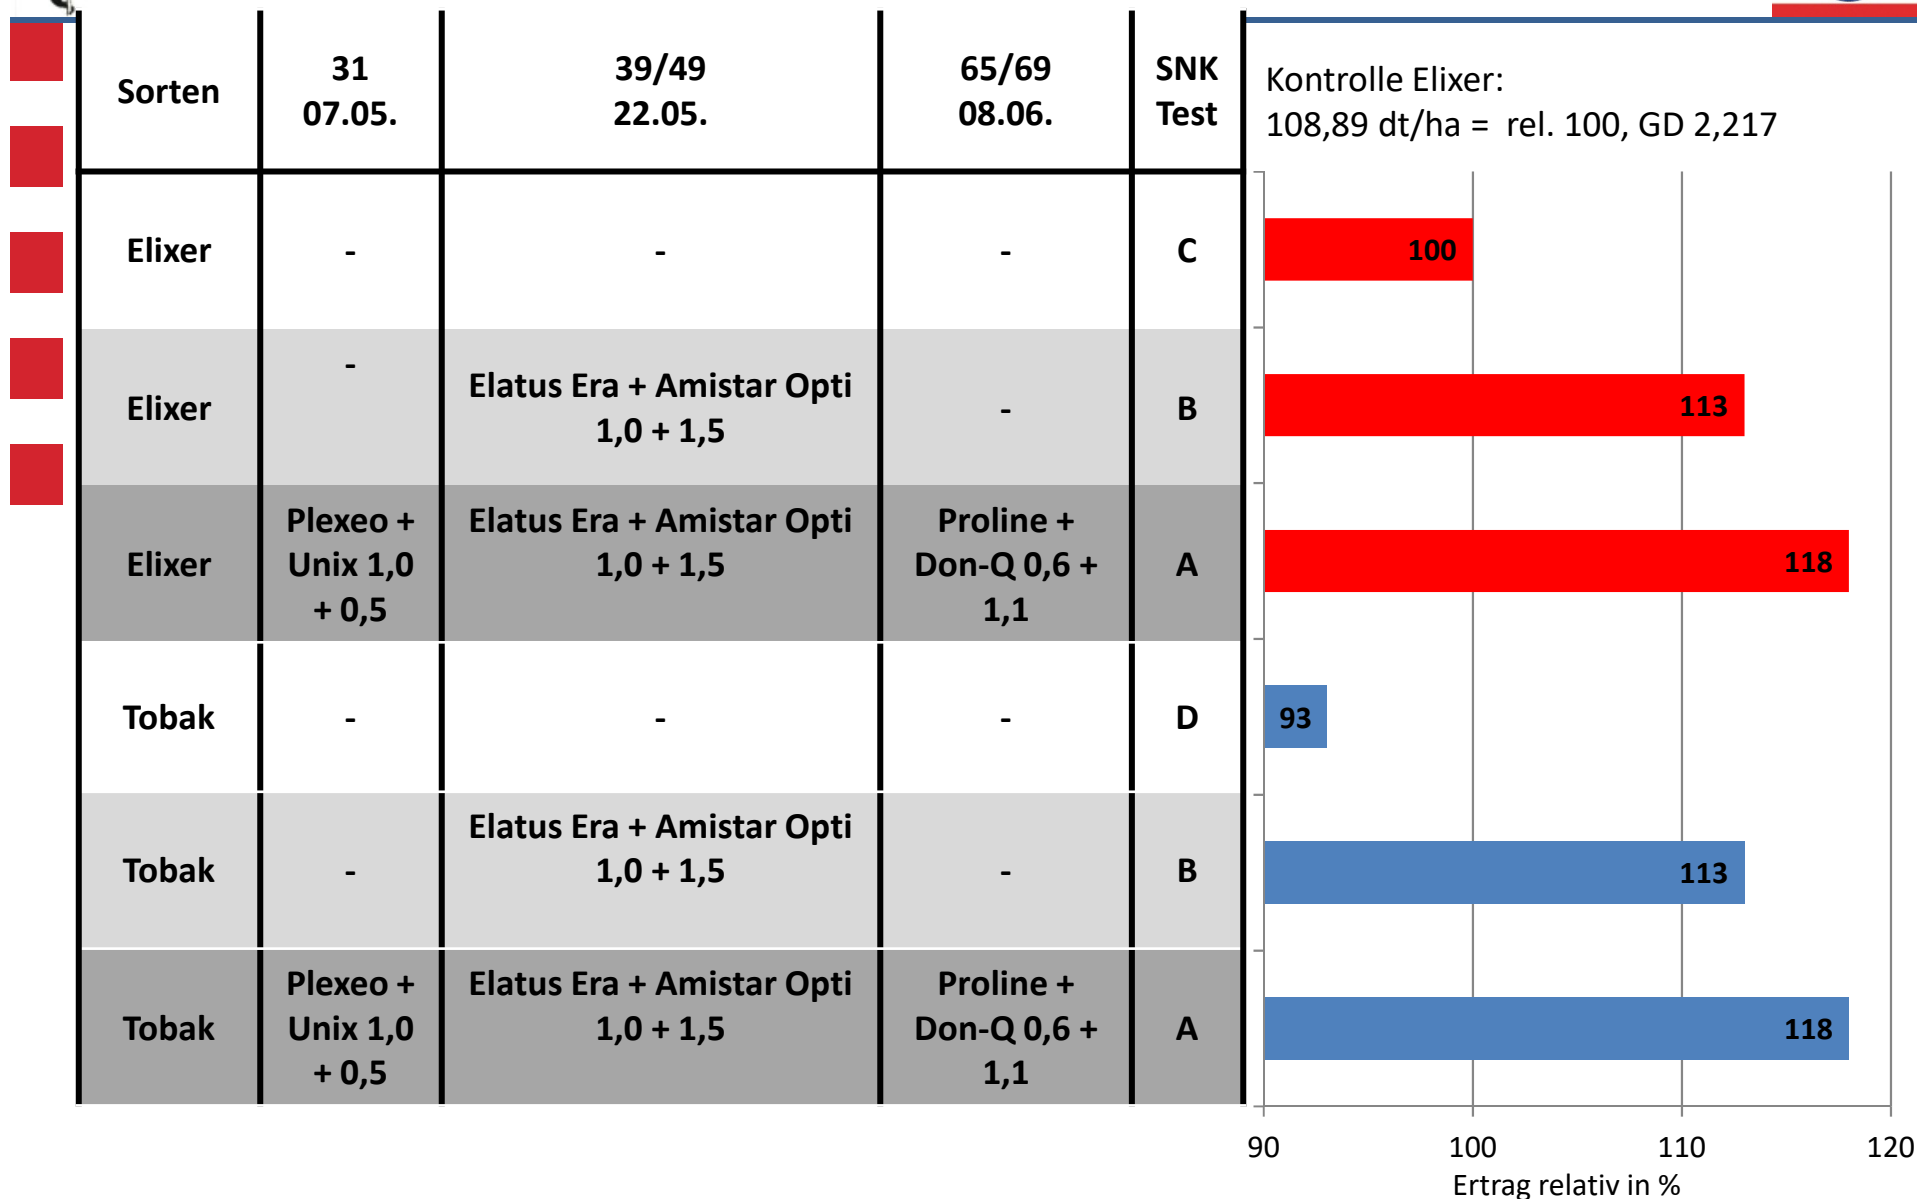 Sorten
31
07.05.
39/49
22.05.
65/69
08.06.
SNK
Test
Kontrolle Elixer:
108,89 dt/ha = rel. 100, GD 2,217
Elixer
-
-
-
C
100
Elixer
-
Elatus Era + Amistar Opti
1,0 + 1,5
-
B
113
Elixer
Plexeo +
Unix 1,0
+ 0,5
Elatus Era + Amistar Opti
1,0 + 1,5
Proline +
Don-Q 0,6 +
1,1
A
118
Tobak
-
-
-
D
93
Tobak
-
Elatus Era + Amistar Opti
1,0 + 1,5
-
B
113
Tobak
Plexeo +
Unix 1,0
+ 0,5
Elatus Era + Amistar Opti
1,0 + 1,5
Proline +
Don-Q 0,6 +
1,1
A
118
90
100
110
120
Ertrag relativ in %